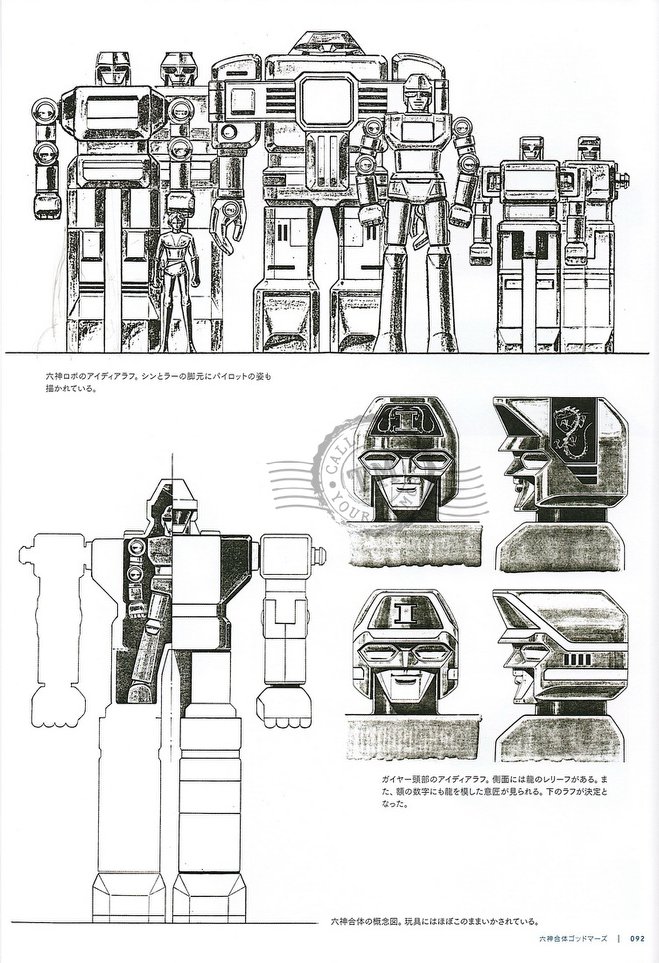 六神ロボのアイディアラフ。シンとラーの脚元にパイロットの姿も
描かれている。
CALL
YOUR
I
1
ガイヤー頭部のアイディアラフ。側面には龍のレリーフがある。ま
た、額の数字にも龍を模した意匠が見られる。下のラフが決定と
なった。
六神合体の概念図。玩具にはほぼこのままいかされている。
六神合体ゴッドマーズ | 092